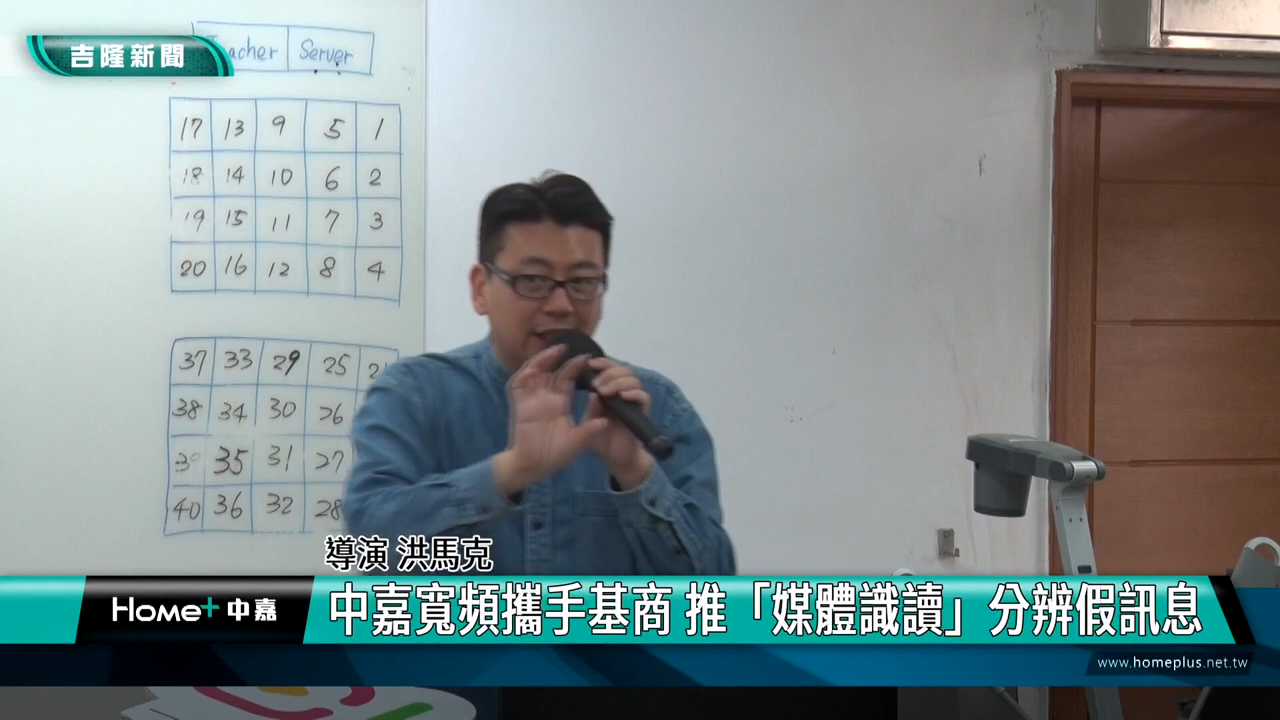 吉隆新聞
Teacher Server
17 13 9 5 1
18 14 10 6 2
19 15 11 7 3
20 16 12 8 4
37 33 29 25
38 34 30 26
35 31 27
40 36 32 28
導演 洪馬克
Home+中嘉
中嘉寬頻攜手基商 推「媒體識讀」分辨假訊息
www.homeplus.net.tw